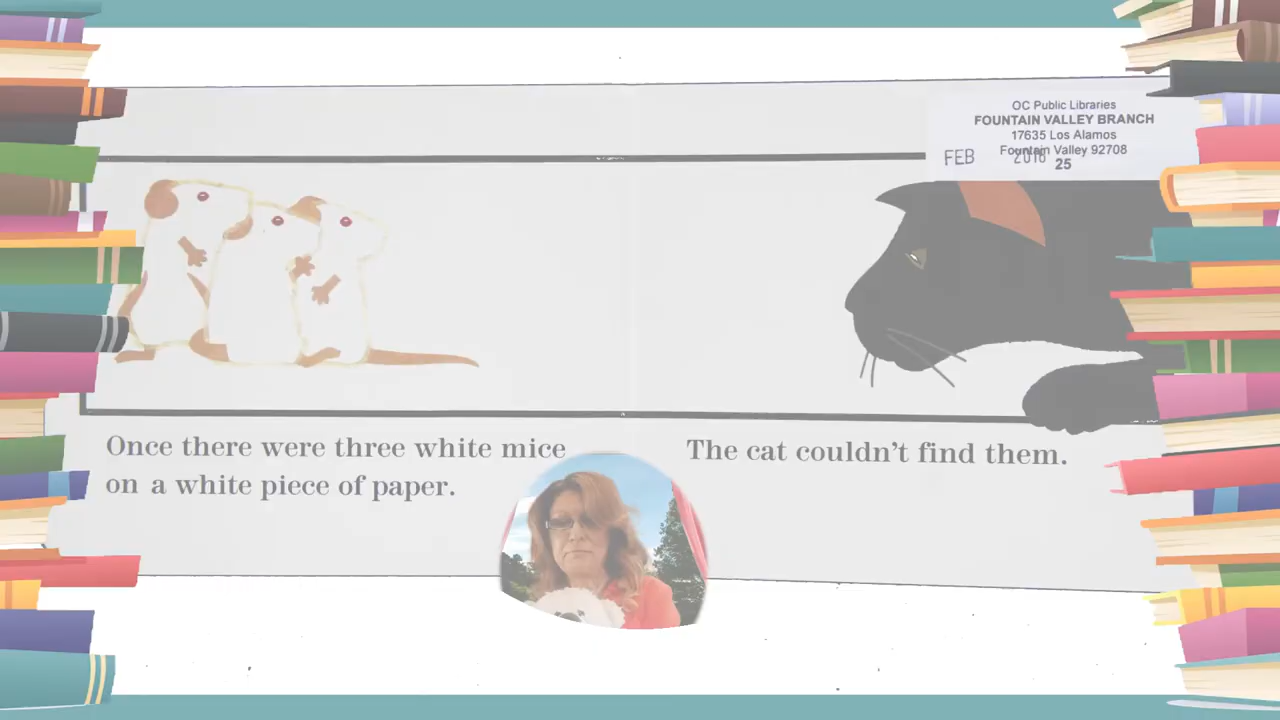 OC Public Libraries
FOUNTAIN VALLEY BRANCH
17635 Los Alamos
Fountain Valley 92708
FEB 2016 25
Once there were three white mice
on a white piece of paper.
The cat couldn't find them.